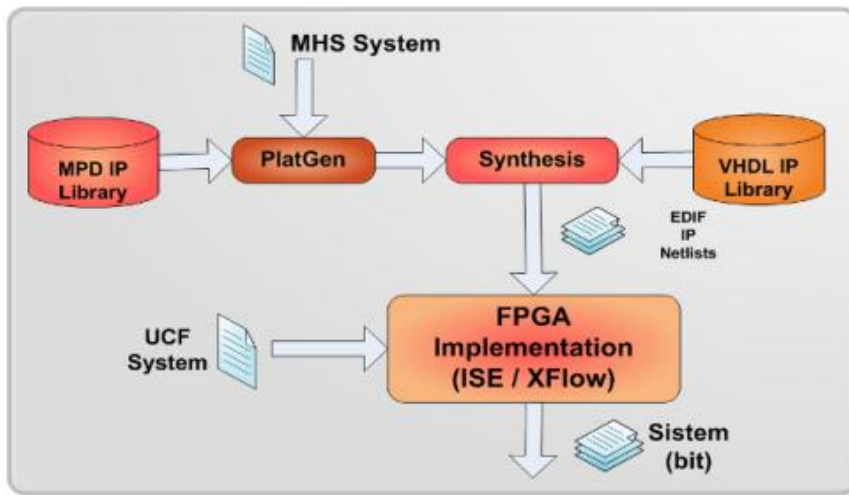 MHS System
MPD IP
Library
PlatGen
Synthesis
VHDL IP
Library
EDIF
IP
Netlists
UCF
System
FPGA
Implementation
(ISE / XFlow)
Sistem
(bit)